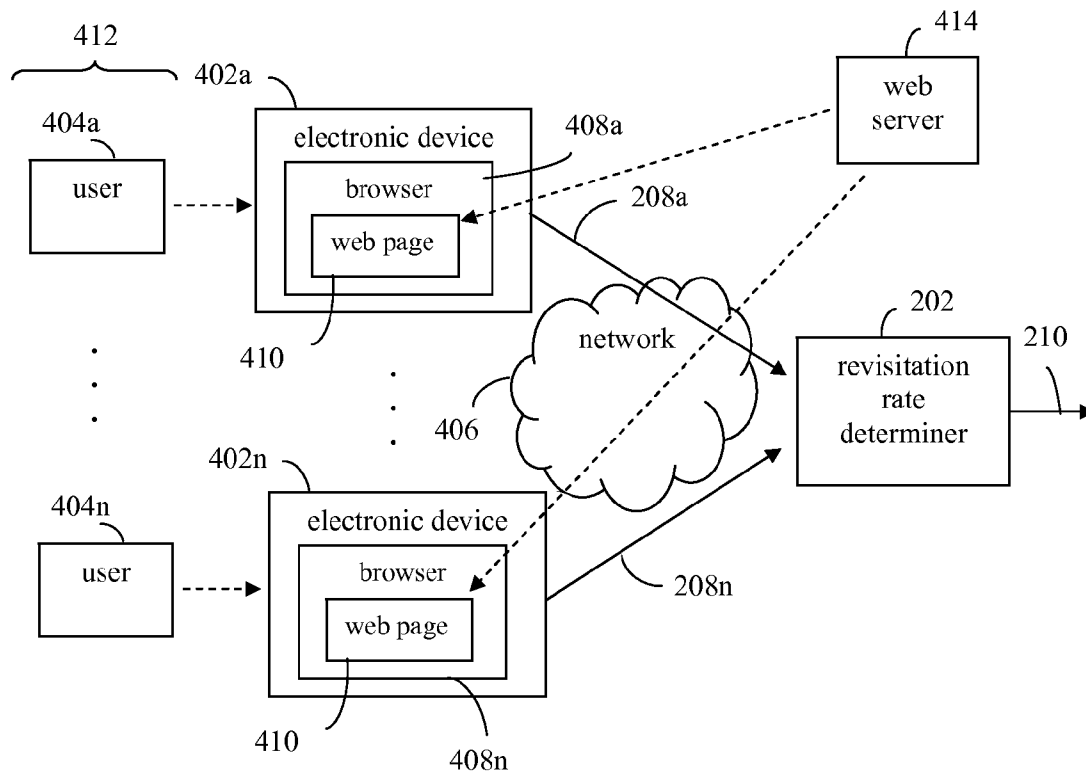 412
414
402a
web
server
404a
electronic device
408a
user
browser
208a
web page
network
202
210
410
revisitation
rate
determiner
406
402n
404n
electronic device
user
browser
208n
web page
410
408n